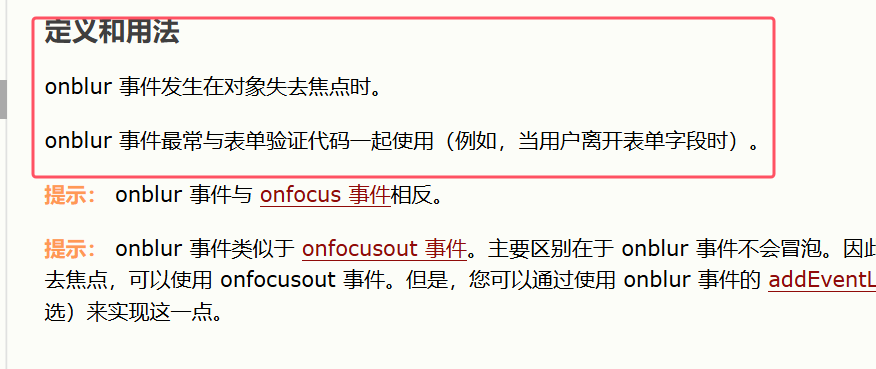 定义和用法
onblur 事件发生在对象失去焦点时。
onblur 事件最常与表单验证代码一起使用（例如，当用户离开表单字段时）。
提示： onblur 事件与 onfocus 事件相反。
提示： onblur 事件类似于 onfocusout 事件。主要区别在于 onblur 事件不会冒泡。因此
去焦点，可以使用 onfocusout 事件。但是，您可以通过使用 onblur 事件的 addEventL
选）来实现这一点。